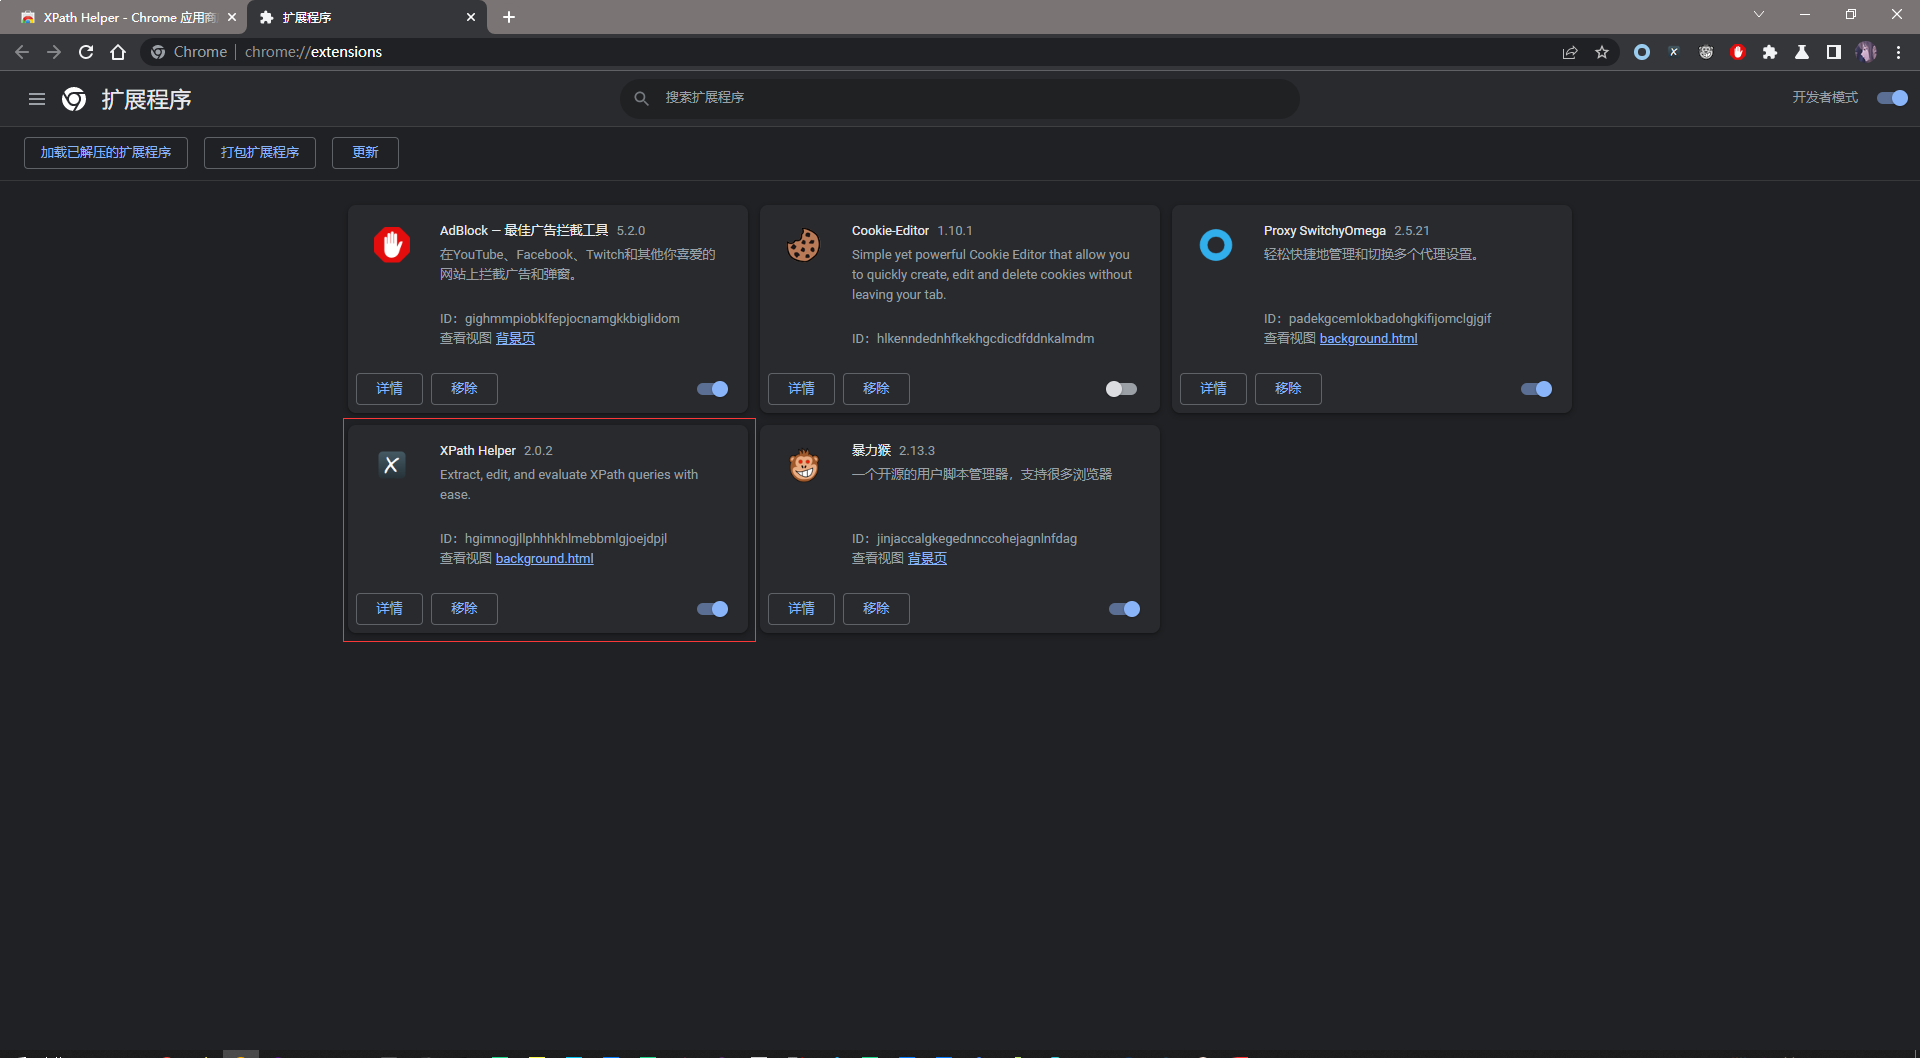 XPath Helper - Chrome 应用商
扩展程序
Chrome | chrome://extensions
扩展程序
搜索扩展程序
开发者模式
加载已解压的扩展程序
打包扩展程序
更新
AdBlock — 最佳广告拦截工具 5.2.0
在YouTube、Facebook、Twitch和其他你喜爱的
网站上拦截广告和弹窗。
ID：gighmmpiobklfepjocnamgkkbiglidom
查看视图 背景页
详情
移除
Cookie-Editor 1.10.1
Simple yet powerful Cookie Editor that allow you
to quickly create, edit and delete cookies without
leaving your tab.
ID：hlkenndednhfkekhgcdicdfddnkalmdm
详情
移除
Proxy SwitchyOmega 2.5.21
轻松快捷地管理和切换多个代理设置。
ID：padekgcemlokbadohgkifijomclgjgif
查看视图 background.html
详情
移除
XPath Helper 2.0.2
Extract, edit, and evaluate XPath queries with
ease.
ID：hgimnogjllphhhkhlmebbmlgjoejdpjl
查看视图 background.html
详情
移除
暴力猴 2.13.3
一个开源的用户脚本管理器，支持很多浏览器
ID：jinjaccalgkegednnccohejagnlnfdag
查看视图 背景页
详情
移除